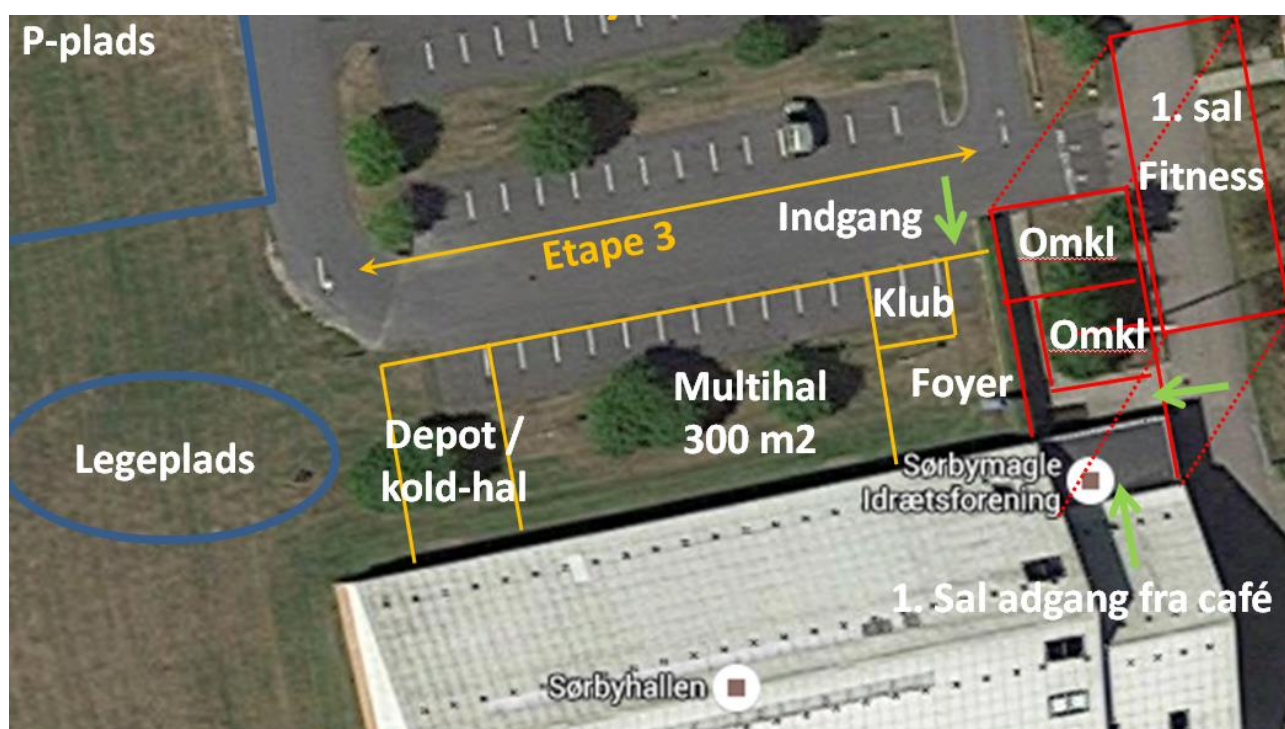 P-plads
1. sal
Fitness
Indgang
Etape 3
Omkl
Klub
Omkl
Multihal
300 m2
Foyer
Depot /
kold-hal
Legeplads
Sørbymagle
Idrætsforening
1. Sal adgang fra café
Sørbyhallen